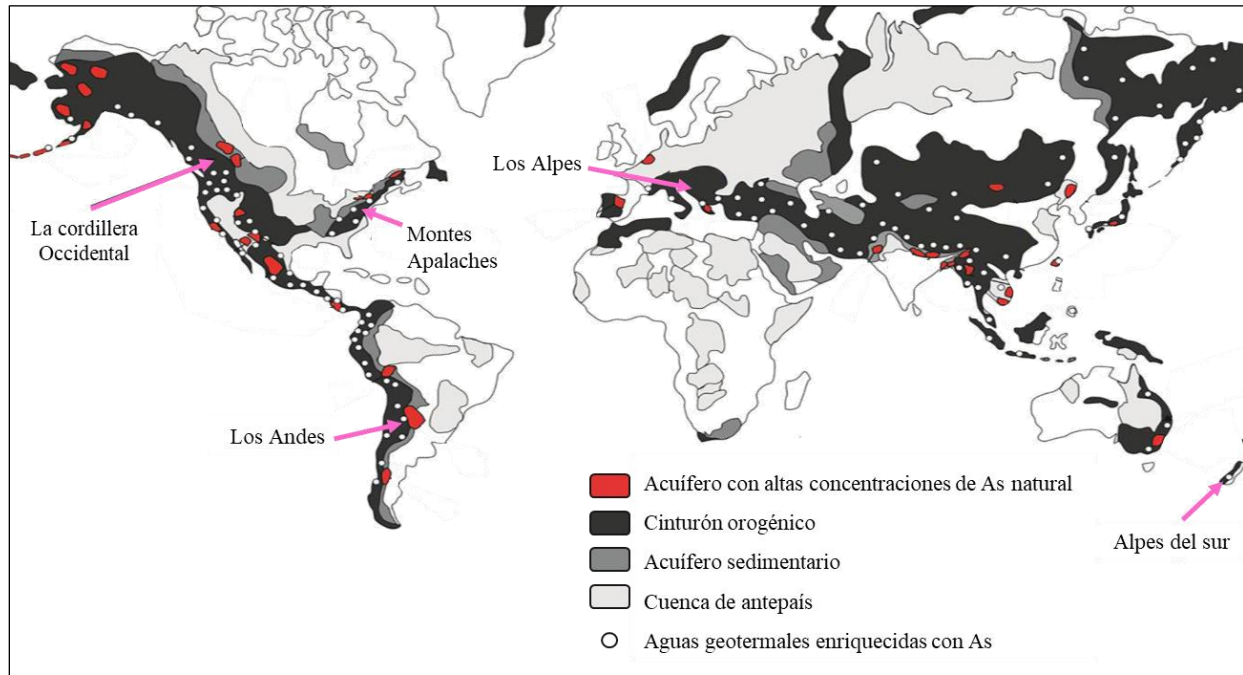 Los Alpes
La cordillera
Occidental
Montes
Apalaches
Los Andes
Acuífero con altas concentraciones de As natural
Cinturón orogénico
Acuífero sedimentario
Cuenca de antepaís
Aguas geotermales enriquecidas con As
Alpes del sur